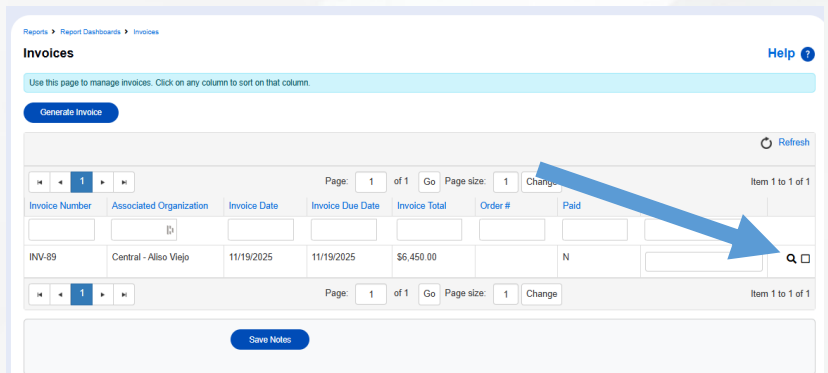 Reports > Report Dashboards > Invoices
Invoices
Help ?
Use this page to manage invoices. Click on any column to sort on that column.
Generate Invoice
Refresh
1 Page: 1 of 1 Go Page size: 1 Change Item 1 to 1 of 1
Invoice Number Associated Organization Invoice Date Invoice Due Date Invoice Total Order # Paid
INV-89 Central - Aliso Viejo 11/19/2025 11/19/2025 $6,450.00 N
1 Page: 1 of 1 Go Page size: 1 Change Item 1 to 1 of 1
Save Notes